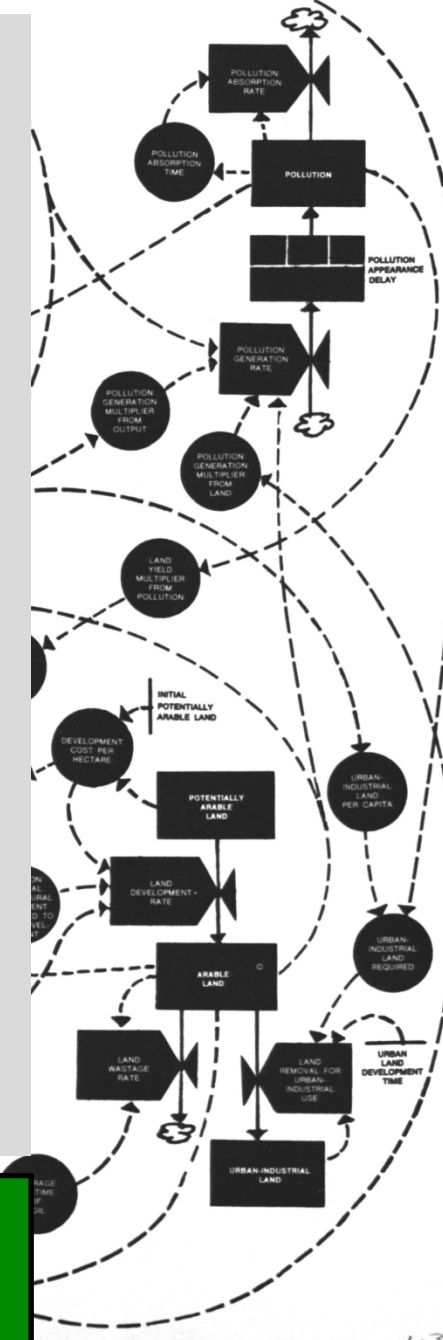 POLLUTION
ABSORPTION
RATE
POLLUTION
ABSORPTION
TIME
POLLUTION
POLLUTION
APPEARANCE
DELAY
POLLUTION
GENERATION
RATE
POLLUTION
GENERATION
MULTIPLIER
FROM
OUTPUT
POLLUTION
GENERATION
MULTIPLIER
FROM
LAND
LAND
YIELD
MULTIPLIER
FROM
POLLUTION
INITIAL
POTENTIALLY
ARABLE LAND
DEVELOPMENT
COST PER
HECTARE
POTENTIALLY
ARABLE
LAND
URBAN-
INDUSTRIAL
LAND
PER CAPITA
LAND
DEVELOPMENT
RATE
URBAN-
INDUSTRIAL
LAND
REQUIRED
ARABLE
LAND
LAND
WASTAGE
RATE
LAND
REMOVAL FOR
URBAN-
INDUSTRIAL
USE
URBAN
LAND
DEVELOPMENT
TIME
URBAN-INDUSTRIAL
LAND